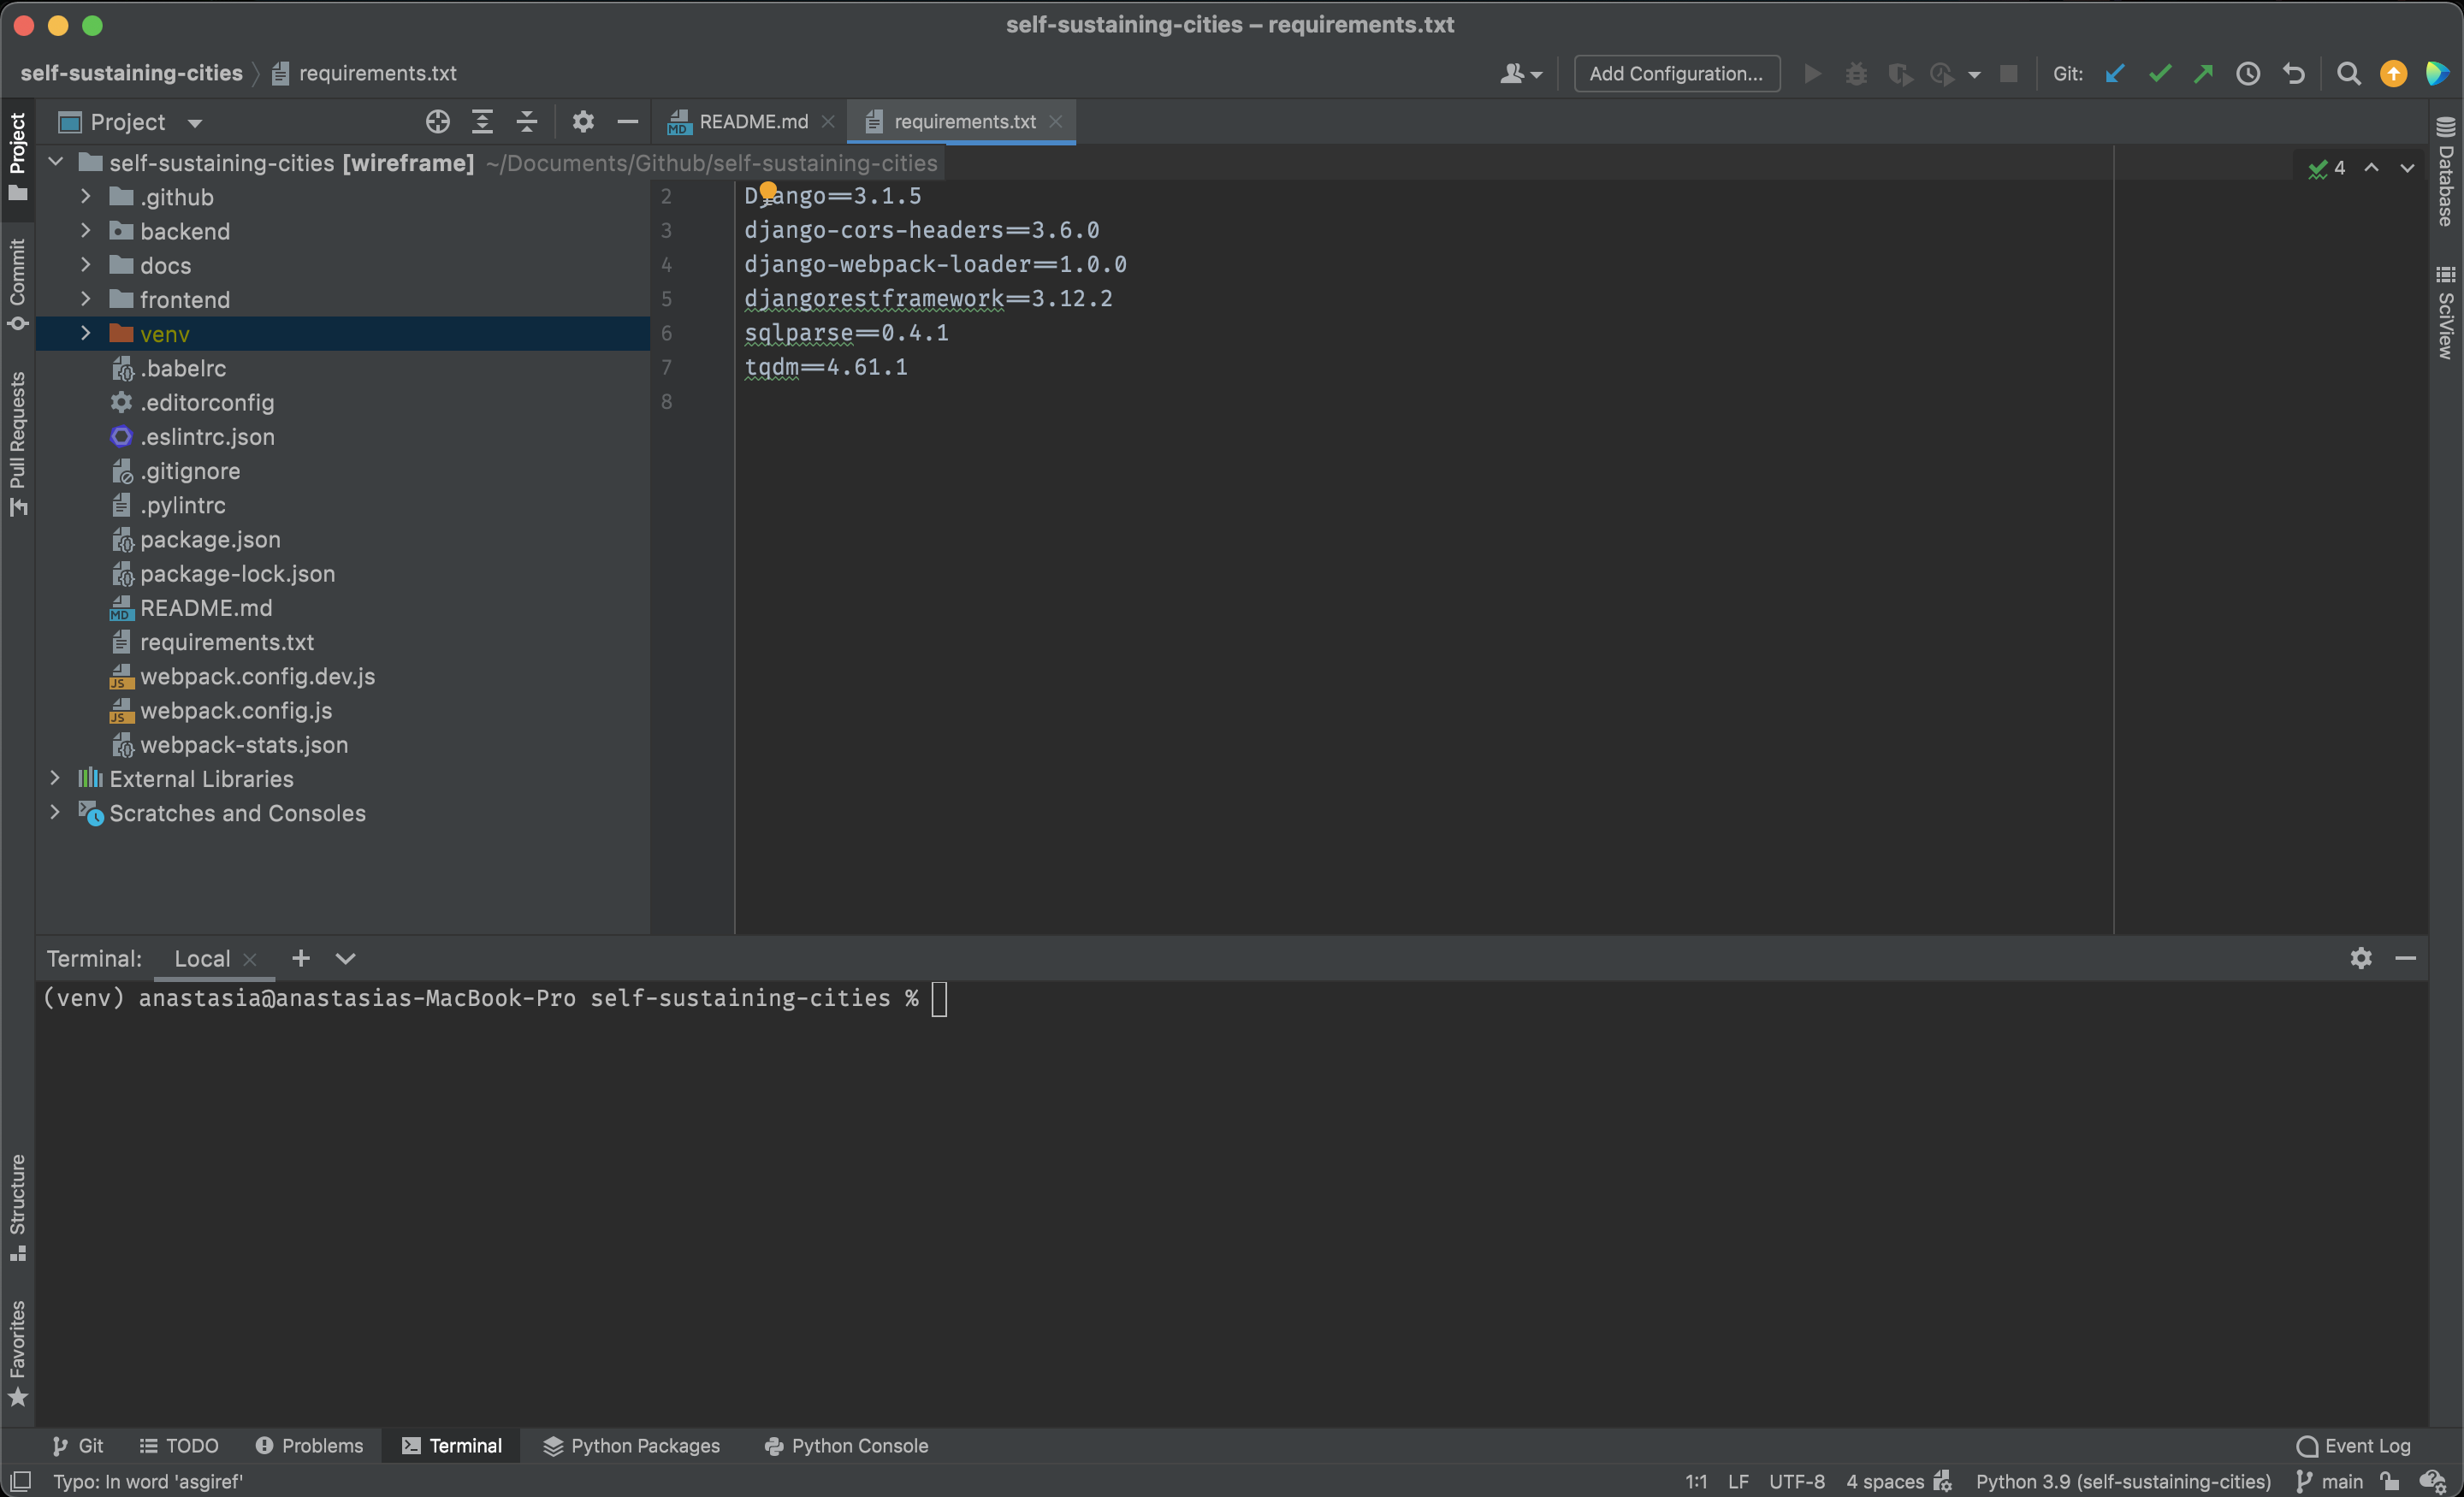 self-sustaining-cities – requirements.txt
self-sustaining-cities
requirements.txt
Add Configuration...
Git:
Project
README.md
requirements.txt
4
Project
Commit
Pull Requests
Structure
Favorites
Database
SciView
self-sustaining-cities [wireframe] ~/Documents/Github/self-sustaining-cities
.github
backend
docs
frontend
venv
.babelrc
.editorconfig
.eslintrc.json
.gitignore
.pylintrc
package.json
package-lock.json
README.md
requirements.txt
webpack.config.dev.js
webpack.config.js
webpack-stats.json
External Libraries
Scratches and Consoles
2 Django==3.1.5
3 django-cors-headers==3.6.0
4 django-webpack-loader==1.0.0
5 djangorestframework==3.12.2
6 sqlparse==0.4.1
7 tqdm==4.61.1
8
Terminal: Local
(venv) anastasia@anastasias-MacBook-Pro self-sustaining-cities %
Git TODO Problems Terminal Python Packages Python Console Event Log
Typo: In word 'asgiref' 1:1 LF UTF-8 4 spaces Python 3.9 (self-sustaining-cities) main